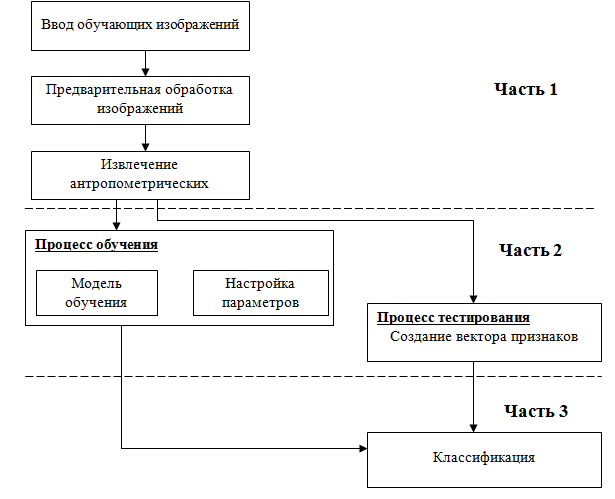 Ввод обучающих изображений
Предварительная обработка
изображений
Часть 1
Извлечение
антропометрических
Процесс обучения
Часть 2
Модель
обучения
Настройка
параметров
Процесс тестирования
Создание вектора признаков
Часть 3
Классификация